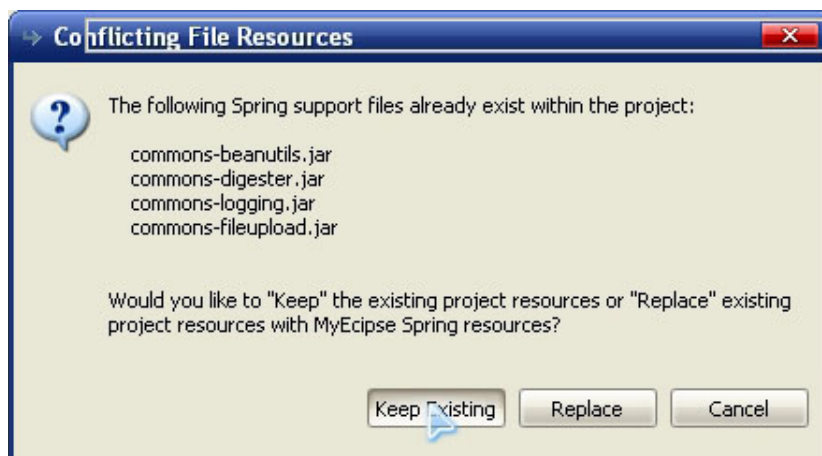 Conflicting File Resources
The following Spring support files already exist within the project:
commons-beanutils.jar
commons-digester.jar
commons-logging.jar
commons-fileupload.jar
Would you like to "Keep" the existing project resources or "Replace" existing
project resources with MyEcipse Spring resources?
Keep Existing Replace Cancel